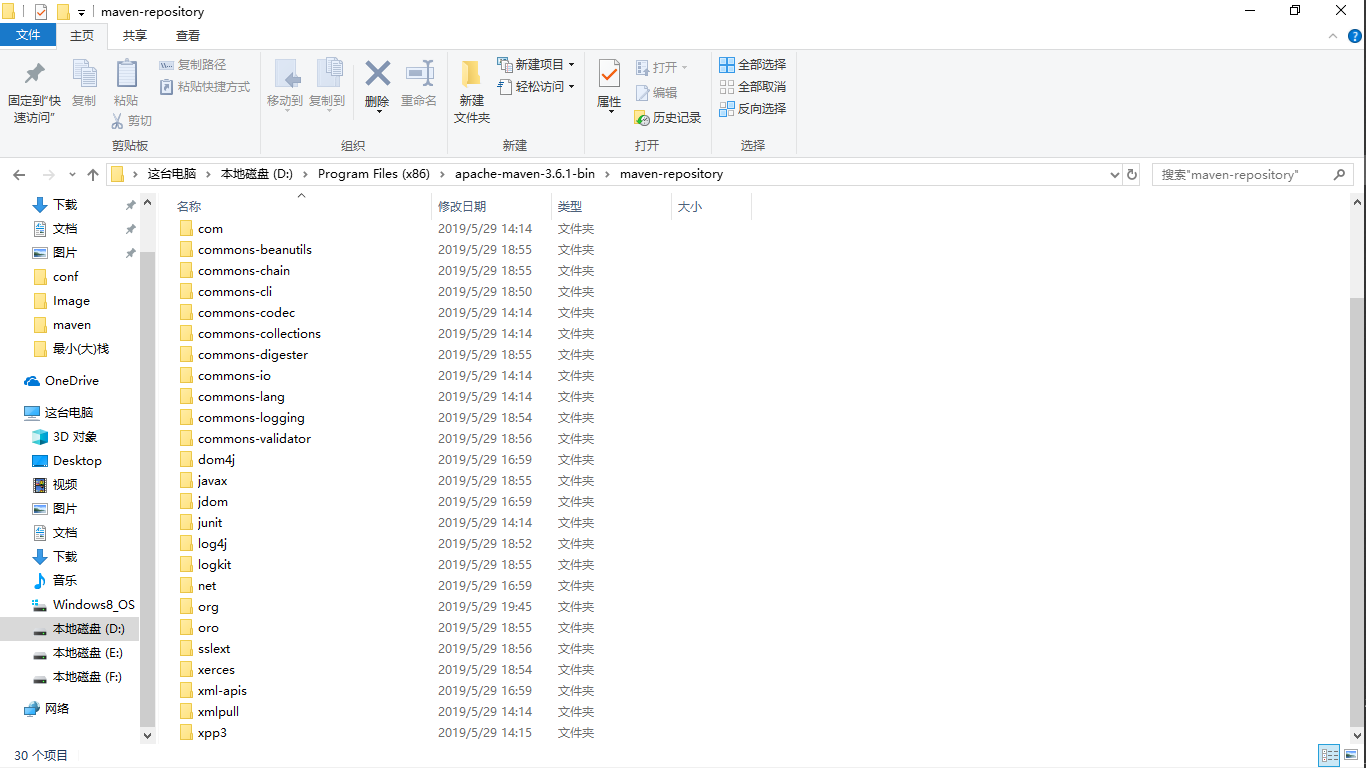 maven-repository
文件 主页 共享 查看
固定到"快速访问"
复制
粘贴
复制路径
粘贴快捷方式
剪切
剪贴板
移动到
复制到
删除
重命名
组织
新建文件夹
新建项目
轻松访问
新建
属性
打开
编辑
历史记录
打开
全部选择
全部取消
反向选择
选择
这台电脑 › 本地磁盘 (D:) › Program Files (x86) › apache-maven-3.6.1-bin › maven-repository
搜索"maven-repository"
下载
文档
图片
conf
Image
maven
最小(大)栈
OneDrive
这台电脑
3D 对象
Desktop
视频
图片
文档
下载
音乐
Windows8_OS
本地磁盘 (D:)
本地磁盘 (E:)
本地磁盘 (F:)
网络
名称 修改日期 类型 大小
com 2019/5/29 14:14 文件夹
commons-beanutils 2019/5/29 18:55 文件夹
commons-chain 2019/5/29 18:55 文件夹
commons-cli 2019/5/29 18:50 文件夹
commons-codec 2019/5/29 14:14 文件夹
commons-collections 2019/5/29 14:14 文件夹
commons-digester 2019/5/29 18:55 文件夹
commons-io 2019/5/29 14:14 文件夹
commons-lang 2019/5/29 14:14 文件夹
commons-logging 2019/5/29 18:54 文件夹
commons-validator 2019/5/29 18:56 文件夹
dom4j 2019/5/29 16:59 文件夹
javax 2019/5/29 18:55 文件夹
jdom 2019/5/29 16:59 文件夹
junit 2019/5/29 14:14 文件夹
log4j 2019/5/29 18:52 文件夹
logkit 2019/5/29 18:55 文件夹
net 2019/5/29 16:59 文件夹
org 2019/5/29 19:45 文件夹
oro 2019/5/29 18:55 文件夹
sslext 2019/5/29 18:56 文件夹
xerces 2019/5/29 18:54 文件夹
xml-apis 2019/5/29 16:59 文件夹
xmlpull 2019/5/29 14:14 文件夹
xpp3 2019/5/29 14:15 文件夹
30 个项目